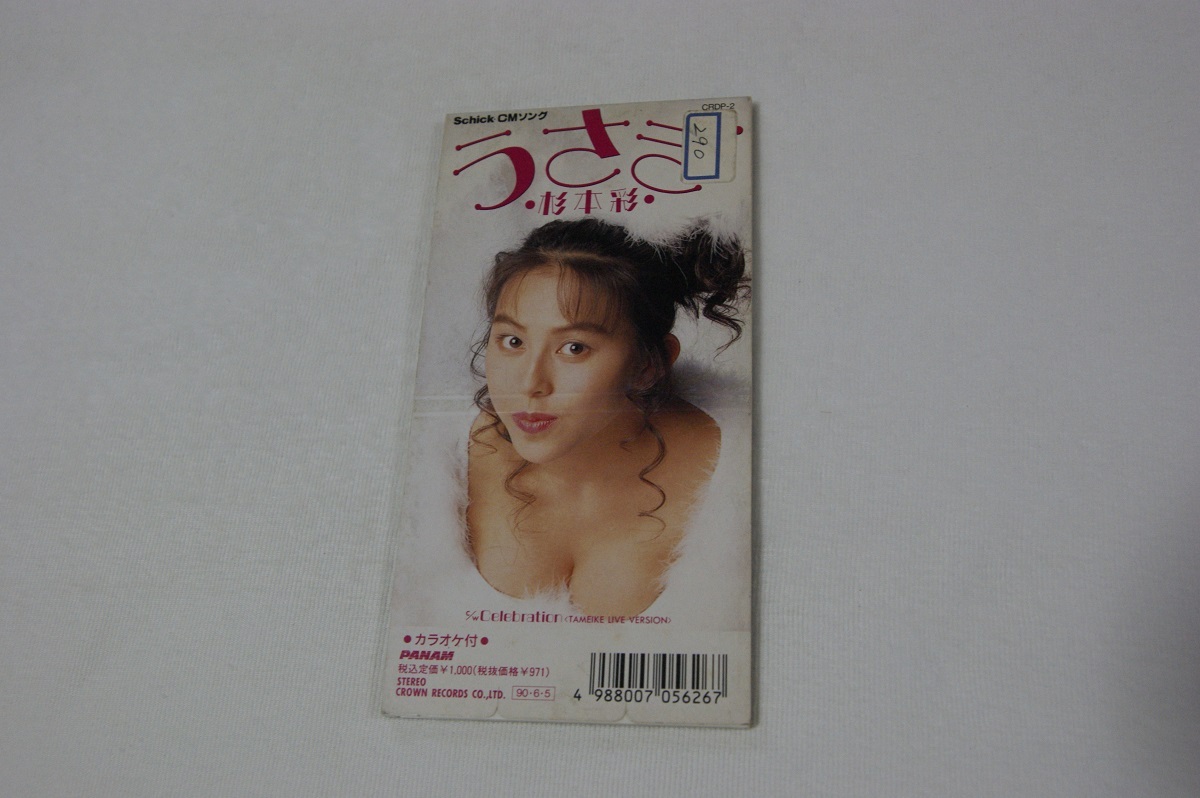 Schick CMソング
CRDP-2
290
うさぎ
•杉本彩•
c/w Celebration〈TAMEIKE LIVE VERSION〉
●カラオケ付●
PANAM
税込定価￥1,000(税抜価格￥971)
STEREO
CROWN RECORDS CO.,LTD. 90·6·5
4 988007 056267